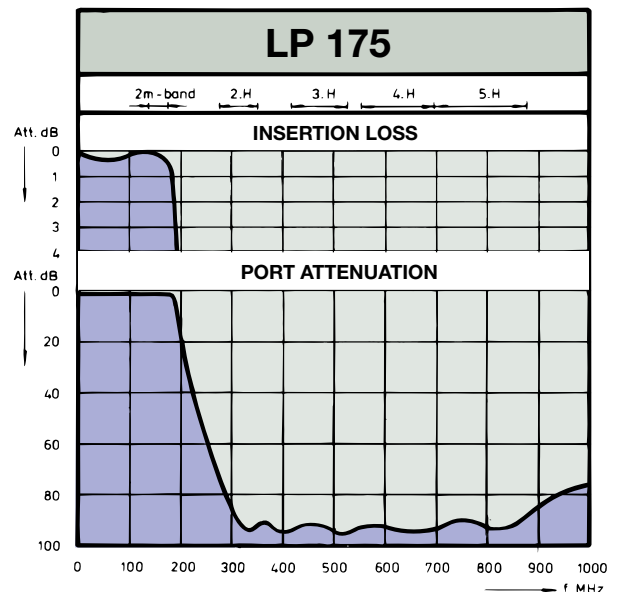 LP 175
2m-band 2.H 3.H 4.H 5.H
Att. dB
INSERTION LOSS
0
1
2
3
4
Att. dB
PORT ATTENUATION
0
20
40
60
80
100
0 100 200 300 400 500 600 700 800 900 1000
f MHz